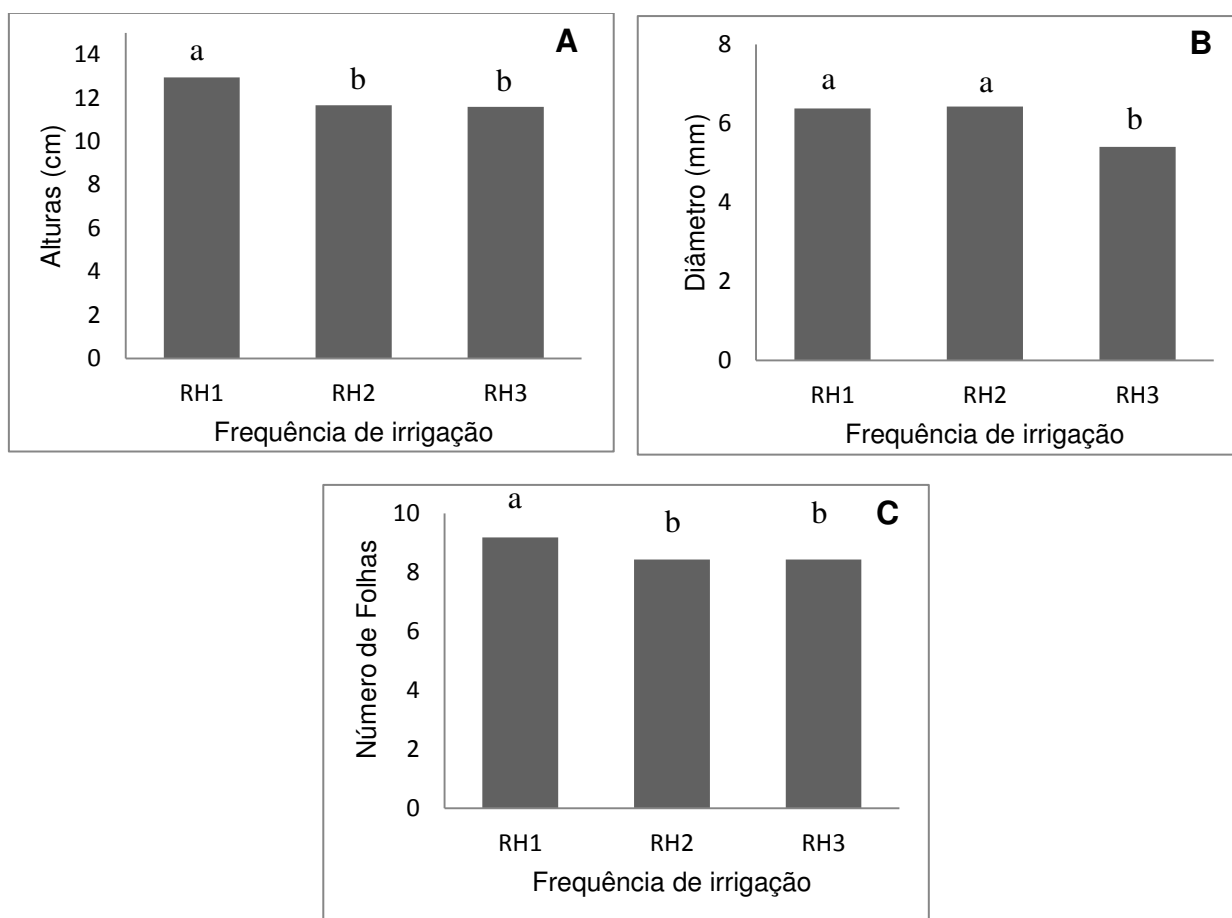 A
Alturas (cm)
14
12
10
8
6
4
2
0
a
b
b
RH1 RH2 RH3
Frequência de irrigação
B
Diâmetro (mm)
8
6
4
2
0
a
a
b
RH1 RH2 RH3
Frequência de irrigação
C
Número de Folhas
10
8
6
4
2
0
a
b
b
RH1 RH2 RH3
Frequência de irrigação